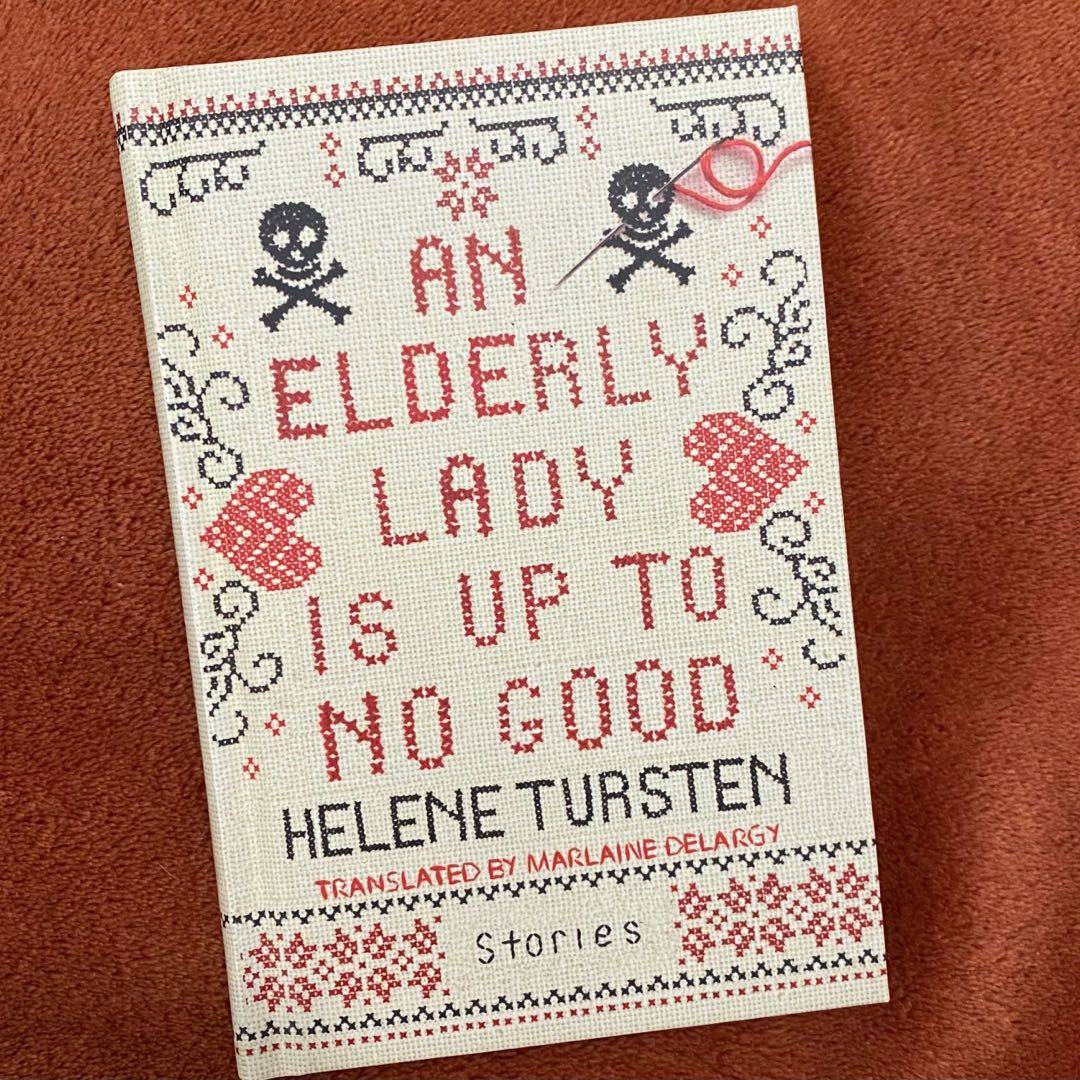 AN
ELDERLY
LADY
IS UP TO
NO GOOD
HELENE TURSTEN
TRANSLATED BY MARLAINE DELARGY
Stories